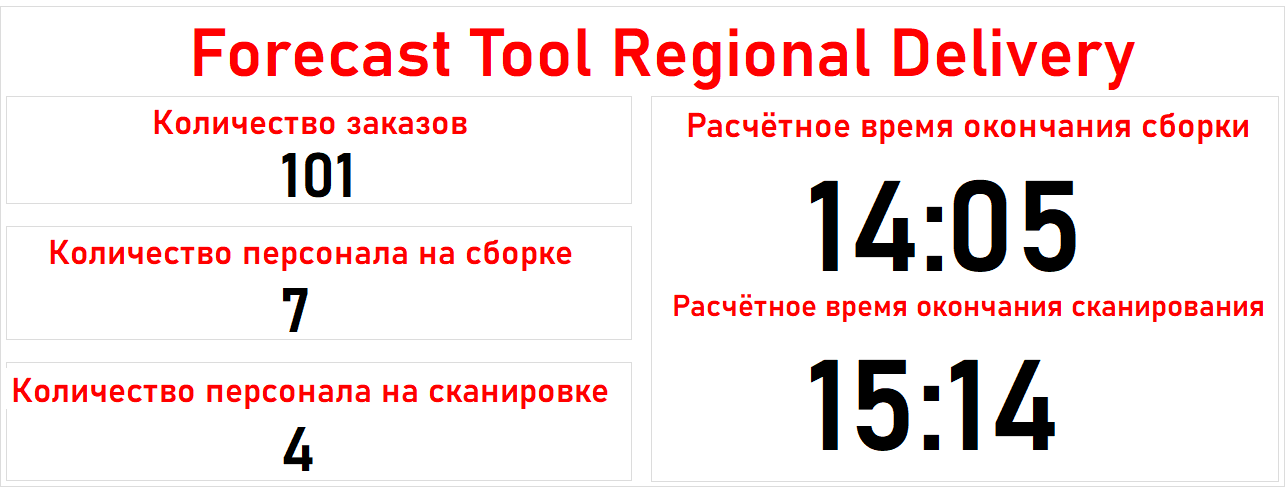 Forecast Tool Regional Delivery
Количество заказов
101
Количество персонала на сборке
7
Количество персонала на сканировке
4
Расчётное время окончания сборки
14:05
Расчётное время окончания сканирования
15:14